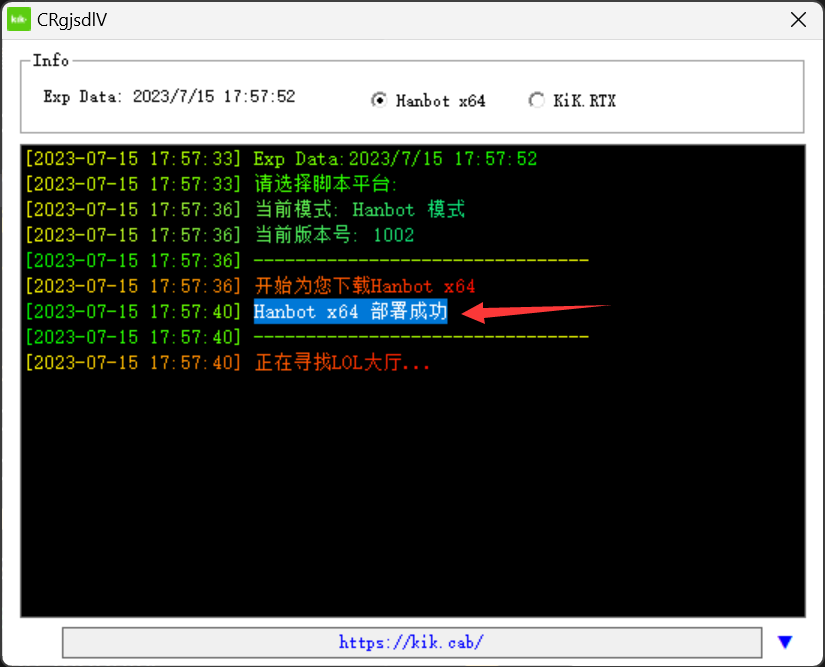 kik CRgjsdlV
Info
Exp Data: 2023/7/15 17:57:52 Hanbot x64 KiK.RTX
[2023-07-15 17:57:33] Exp Data:2023/7/15 17:57:52
[2023-07-15 17:57:33] 请选择脚本平台:
[2023-07-15 17:57:36] 当前模式: Hanbot 模式
[2023-07-15 17:57:36] 当前版本号: 1002
[2023-07-15 17:57:36] --------------------------------
[2023-07-15 17:57:36] 开始为您下载Hanbot x64
[2023-07-15 17:57:40] Hanbot x64 部署成功
[2023-07-15 17:57:40] --------------------------------
[2023-07-15 17:57:40] 正在寻找LOL大厅...
https://kik.cab/